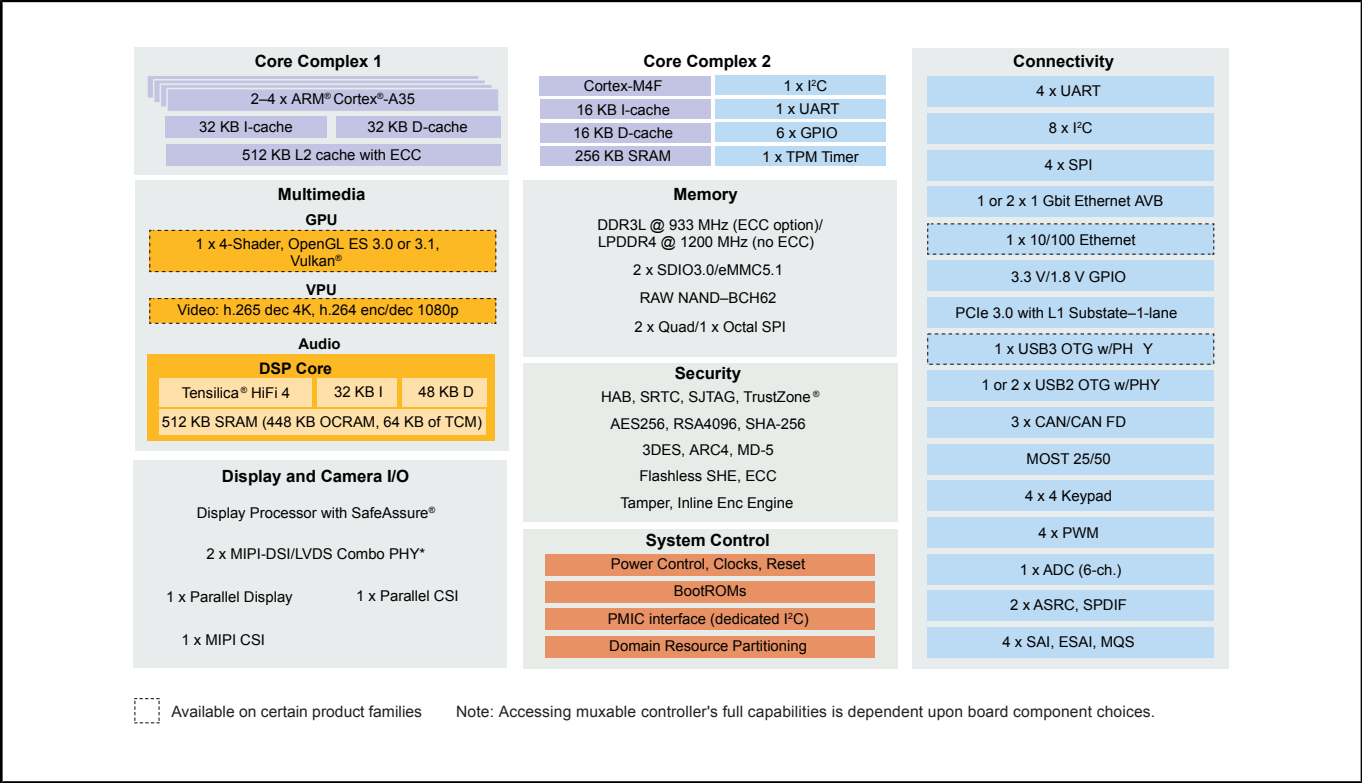 Core Complex 1
2–4 x ARM® Cortex®-A35
32 KB I-cache
32 KB D-cache
512 KB L2 cache with ECC
Multimedia
GPU
1 x 4-Shader, OpenGL ES 3.0 or 3.1,
Vulkan®
VPU
Video: h.265 dec 4K, h.264 enc/dec 1080p
Audio
DSP Core
Tensilica® HiFi 4
32 KB I
48 KB D
512 KB SRAM (448 KB OCRAM, 64 KB of TCM)
Display and Camera I/O
Display Processor with SafeAssure®
2 x MIPI-DSI/LVDS Combo PHY*
1 x Parallel Display
1 x Parallel CSI
1 x MIPI CSI
Core Complex 2
Cortex-M4F
1 x I²C
16 KB I-cache
1 x UART
16 KB D-cache
6 x GPIO
256 KB SRAM
1 x TPM Timer
Memory
DDR3L @ 933 MHz (ECC option)/
LPDDR4 @ 1200 MHz (no ECC)
2 x SDIO3.0/eMMC5.1
RAW NAND–BCH62
2 x Quad/1 x Octal SPI
Security
HAB, SRTC, SJTAG, TrustZone®
AES256, RSA4096, SHA-256
3DES, ARC4, MD-5
Flashless SHE, ECC
Tamper, Inline Enc Engine
System Control
Power Control, Clocks, Reset
BootROMs
PMIC interface (dedicated I²C)
Domain Resource Partitioning
Connectivity
4 x UART
8 x I²C
4 x SPI
1 or 2 x 1 Gbit Ethernet AVB
1 x 10/100 Ethernet
3.3 V/1.8 V GPIO
PCIe 3.0 with L1 Substate–1-lane
1 x USB3 OTG w/PH Y
1 or 2 x USB2 OTG w/PHY
3 x CAN/CAN FD
MOST 25/50
4 x 4 Keypad
4 x PWM
1 x ADC (6-ch.)
2 x ASRC, SPDIF
4 x SAI, ESAI, MQS
Available on certain product families
Note: Accessing muxable controller's full capabilities is dependent upon board component choices.